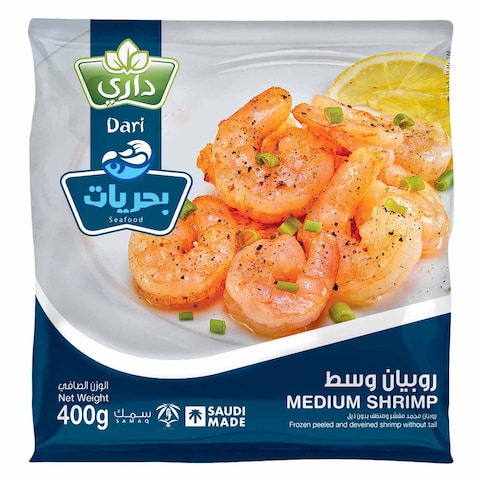 داري
Dari
بحريات
Seafood
روبيان وسط
MEDIUM SHRIMP
روبيان مجمد مقشر ومنظف بدون ذيل
Frozen peeled and deveined shrimp without tail
الوزن الصافي
Net Weight
400g
سمك
SAMAQ
SAUDI
MADE